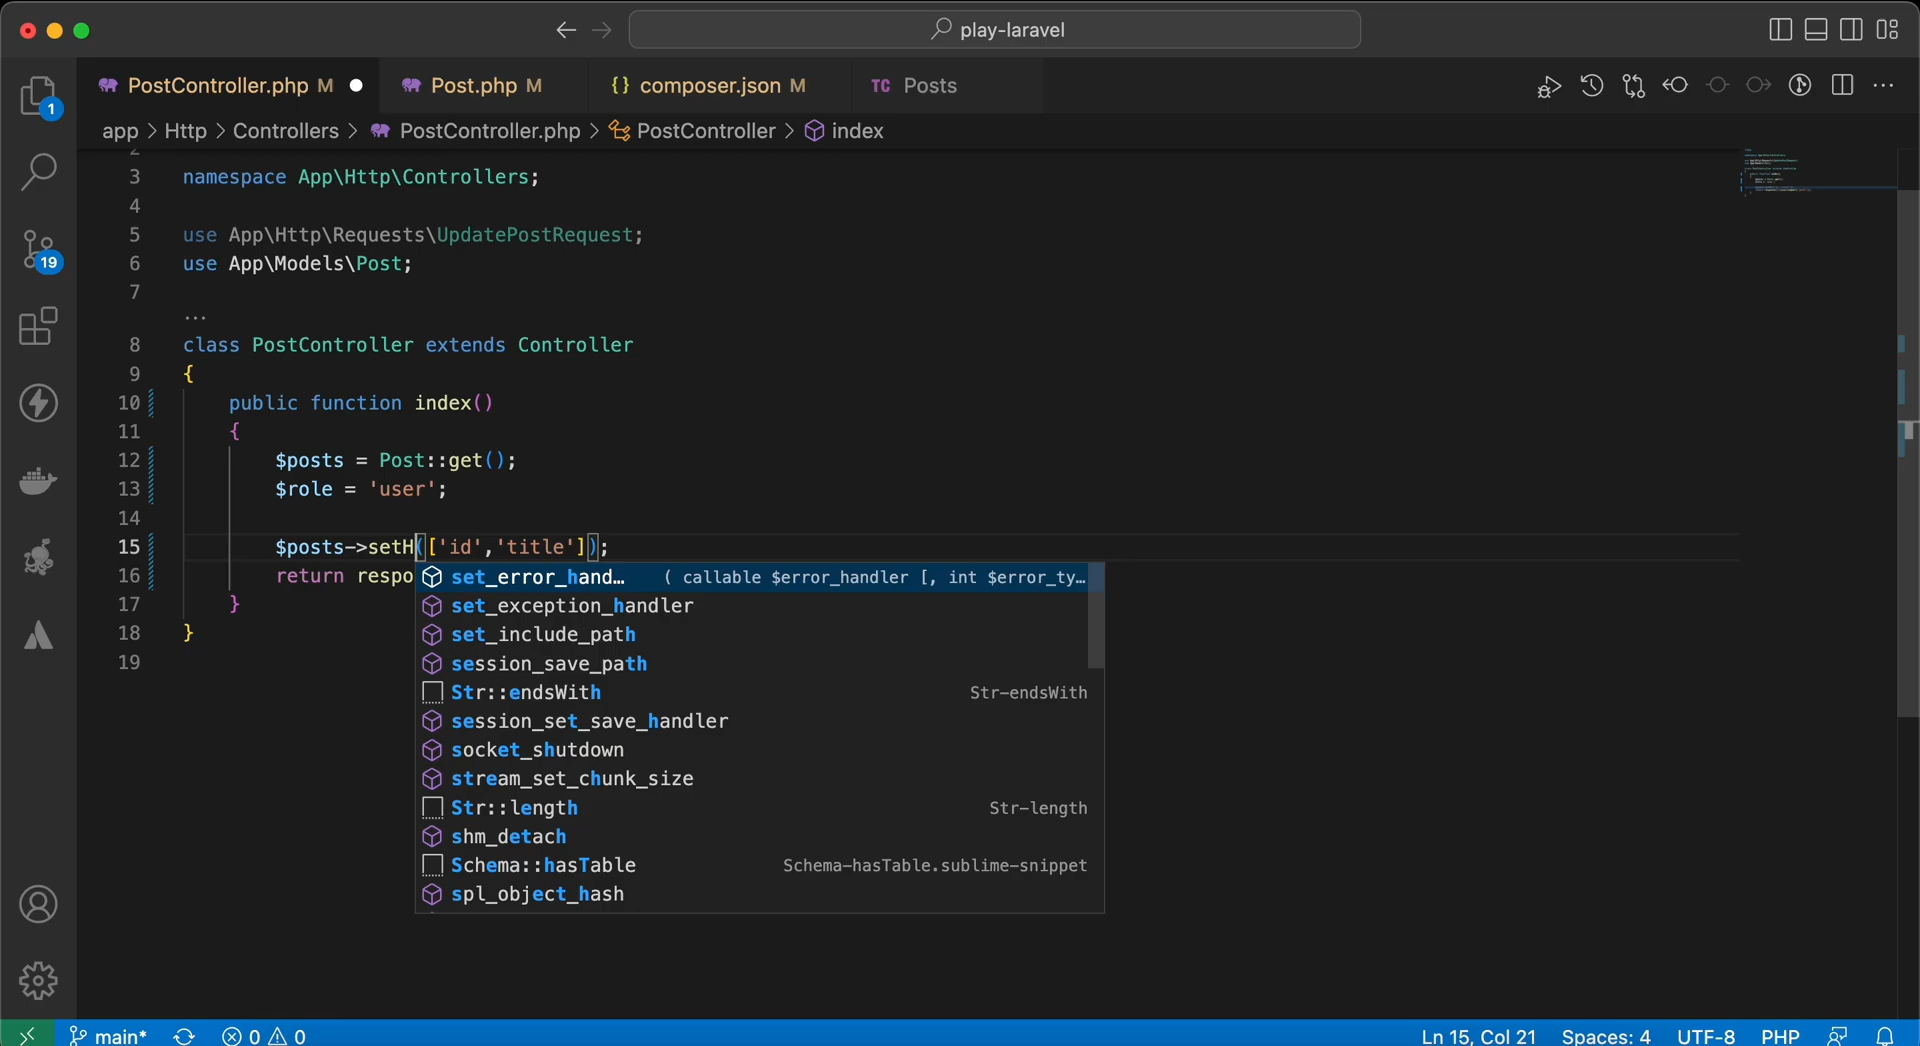 play-laravel
PostController.php M
Post.php M
{} composer.json M
TC Posts
app > Http > Controllers > PostController.php > PostController > index
1
19
2
3 namespace App\Http\Controllers;
4
5 use App\Http\Requests\UpdatePostRequest;
6 use App\Models\Post;
7
...
8 class PostController extends Controller
9 {
10 public function index()
11 {
12 $posts = Post::get();
13 $role = 'user';
14
15 $posts->setH(['id','title']);
16 return respo
17 }
18 }
19
set_error_hand... ( callable $error_handler [, int $error_ty...
set_exception_handler
set_include_path
session_save_path
Str::endsWith Str-endsWith
session_set_save_handler
socket_shutdown
stream_set_chunk_size
Str::length Str-length
shm_detach
Schema::hasTable Schema-hasTable.sublime-snippet
spl_object_hash
main* 0 0 Ln 15, Col 21 Spaces: 4 UTF-8 PHP